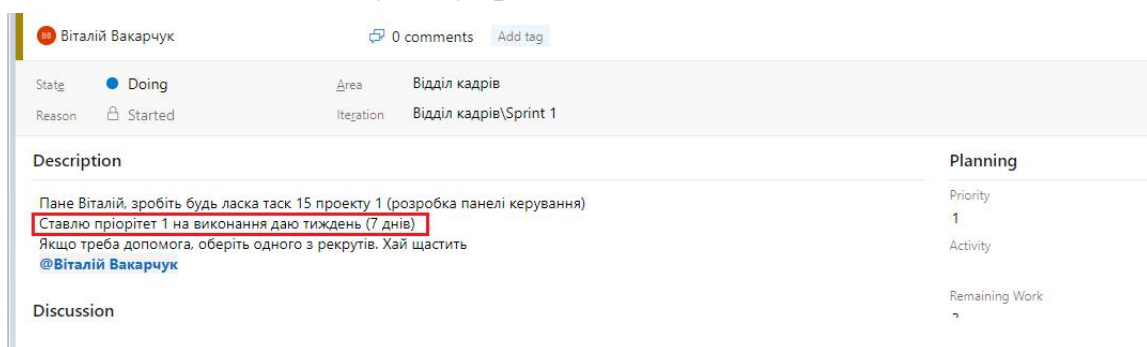 ВВ Віталій Вакарчук 0 comments Add tag
State Doing Area Відділ кадрів
Reason Started Iteration Відділ кадрів\Sprint 1
Description
Planning
Пане Віталій, зробіть будь ласка таск 15 проекту 1 (розробка панелі керування)
Ставлю пріорітет 1 на виконання даю тиждень (7 днів)
Якщо треба допомога, оберіть одного з рекрутів. Хай щастить
@Віталій Вакарчук
Priority
1
Activity
Remaining Work
Discussion